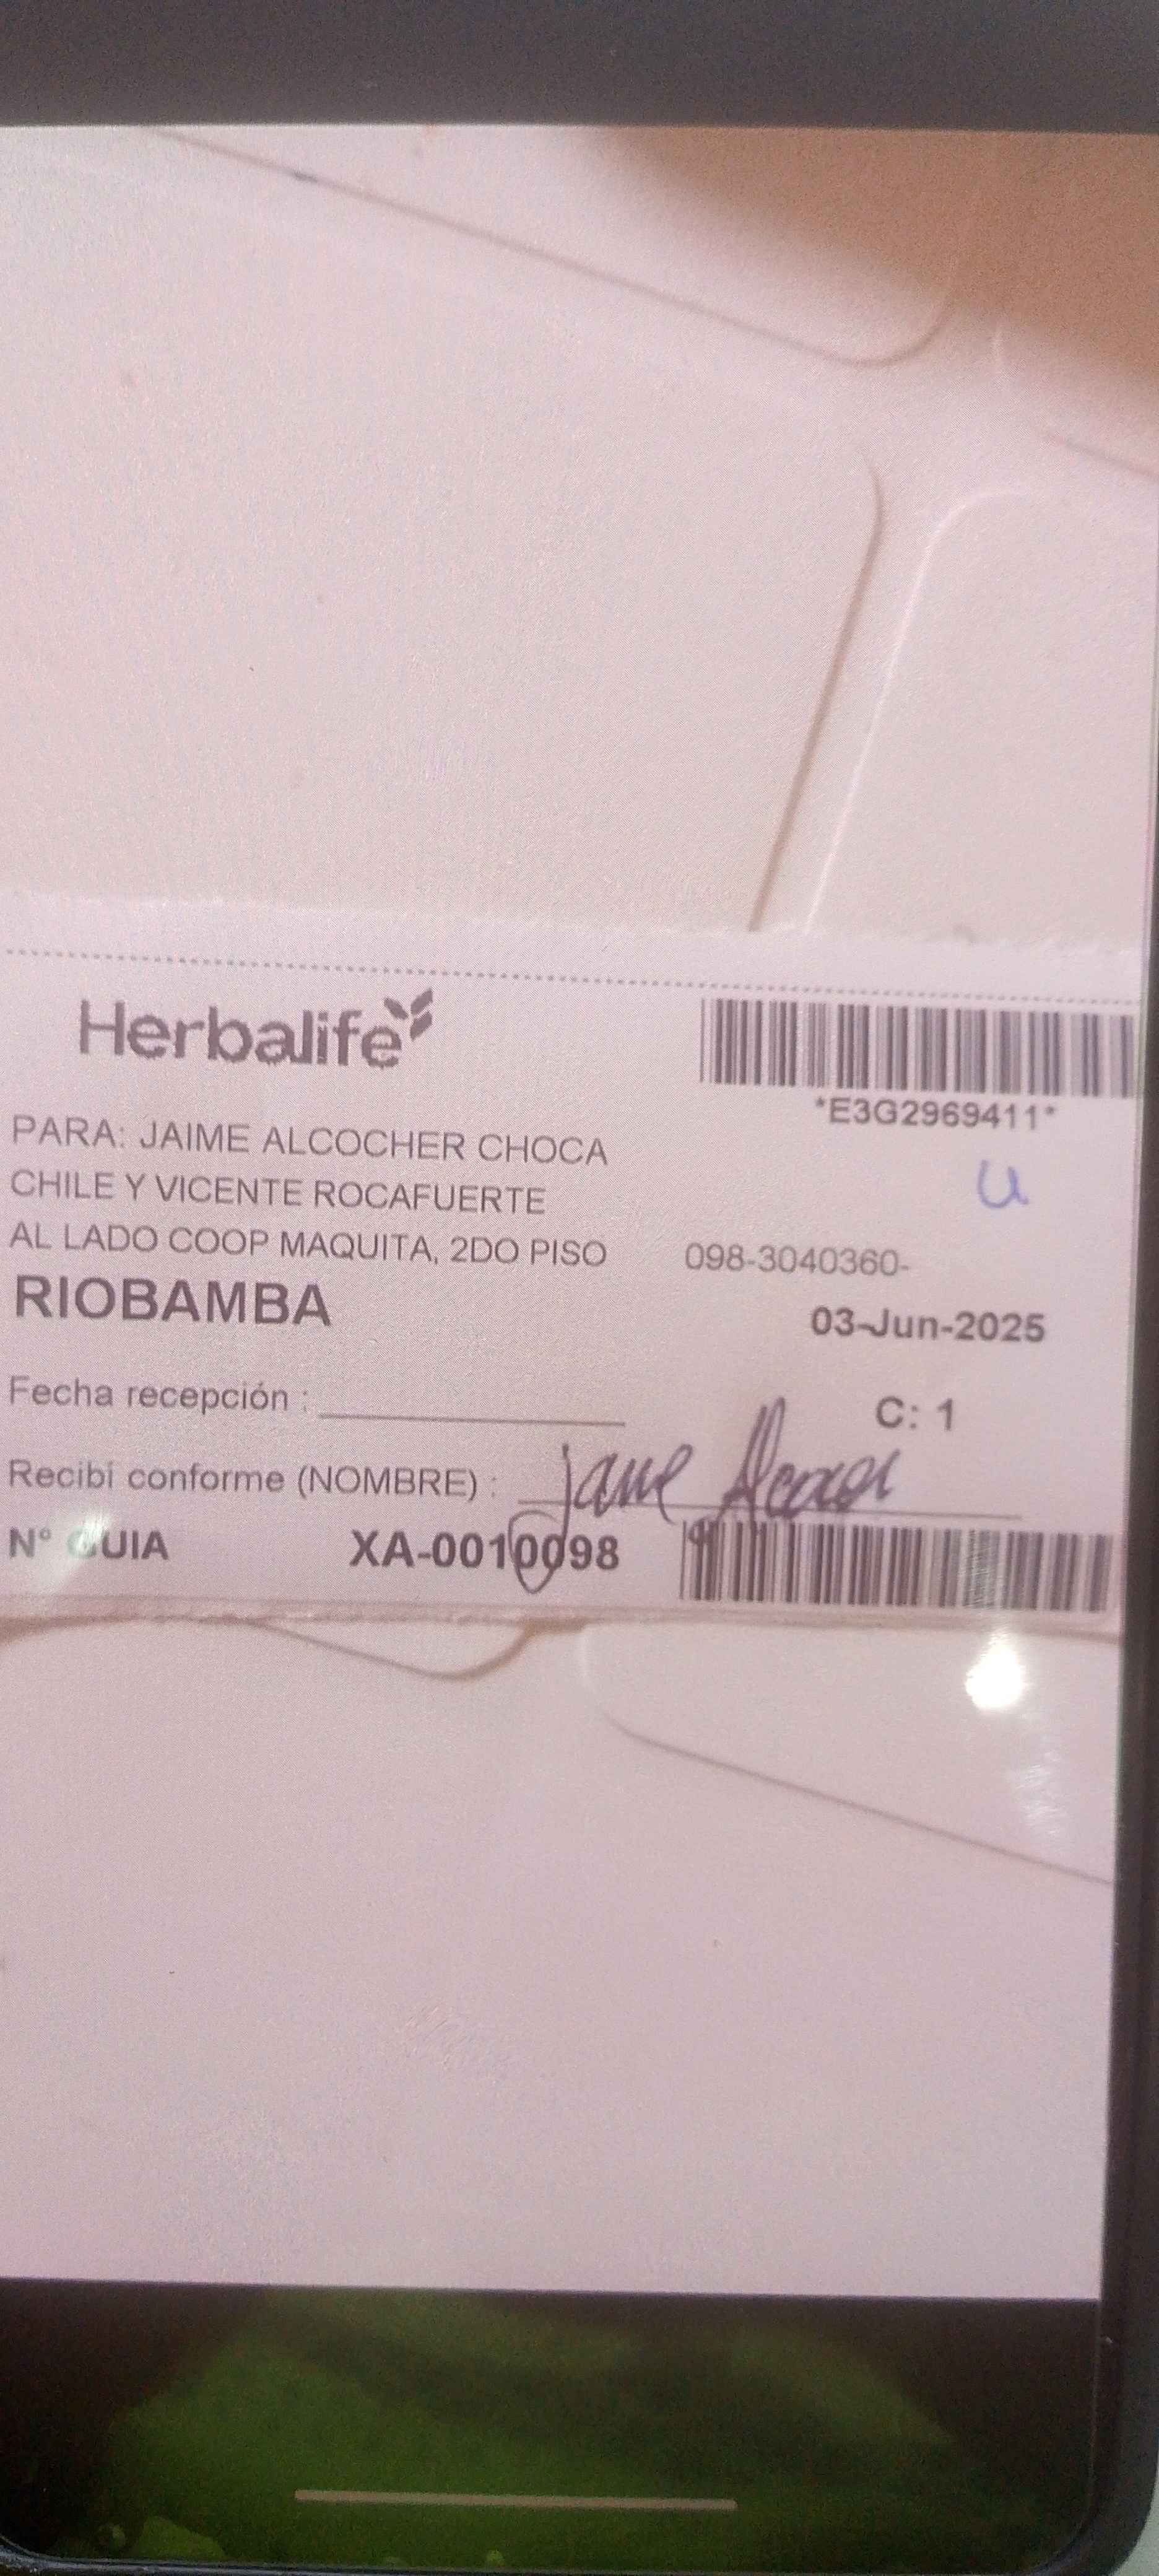 Herbalife
*E3G2969411*
PARA: JAIME ALCOCHER CHOCA
u
CHILE Y VICENTE ROCAFUERTE
AL LADO COOP MAQUITA, 2DO PISO 098-3040360-
RIOBAMBA
03-Jun-2025
Fecha recepción :
C: 1
Recibí conforme (NOMBRE) :
N° GUIA XA-0010098